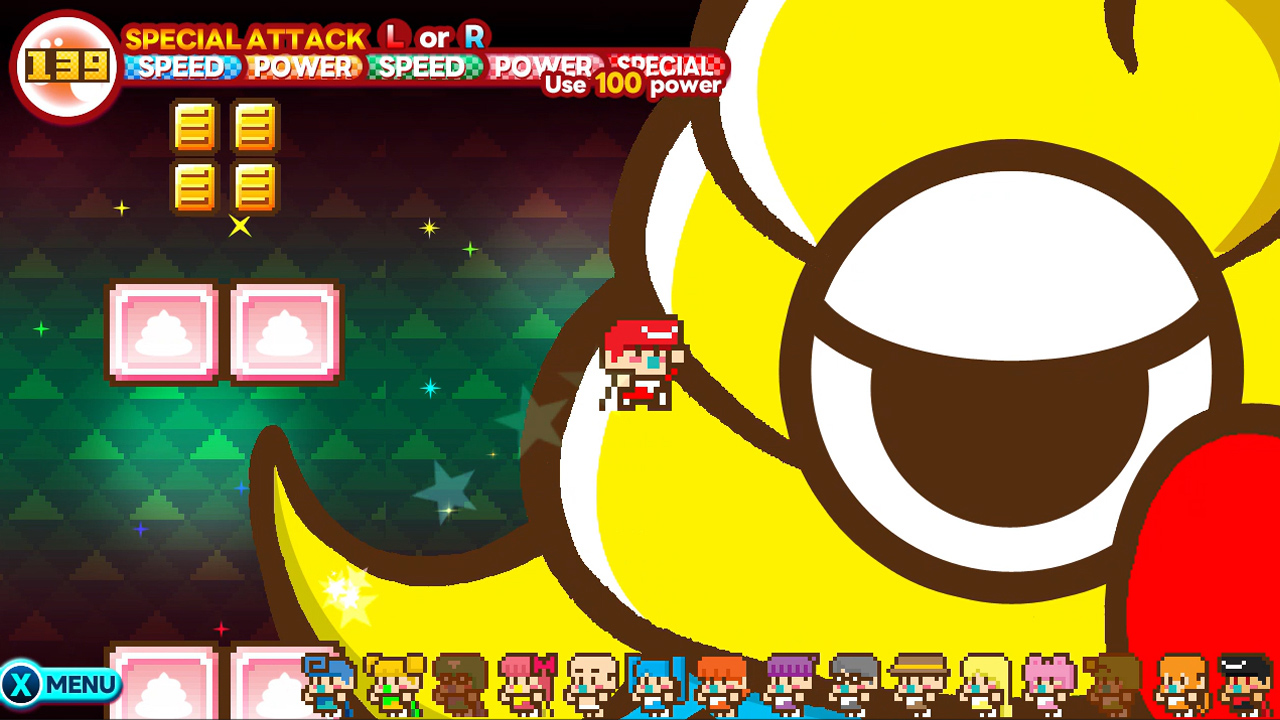 139
SPECIAL ATTACK L or R
SPEED POWER SPEED POWER SPECIAL
Use 100 power
X MENU